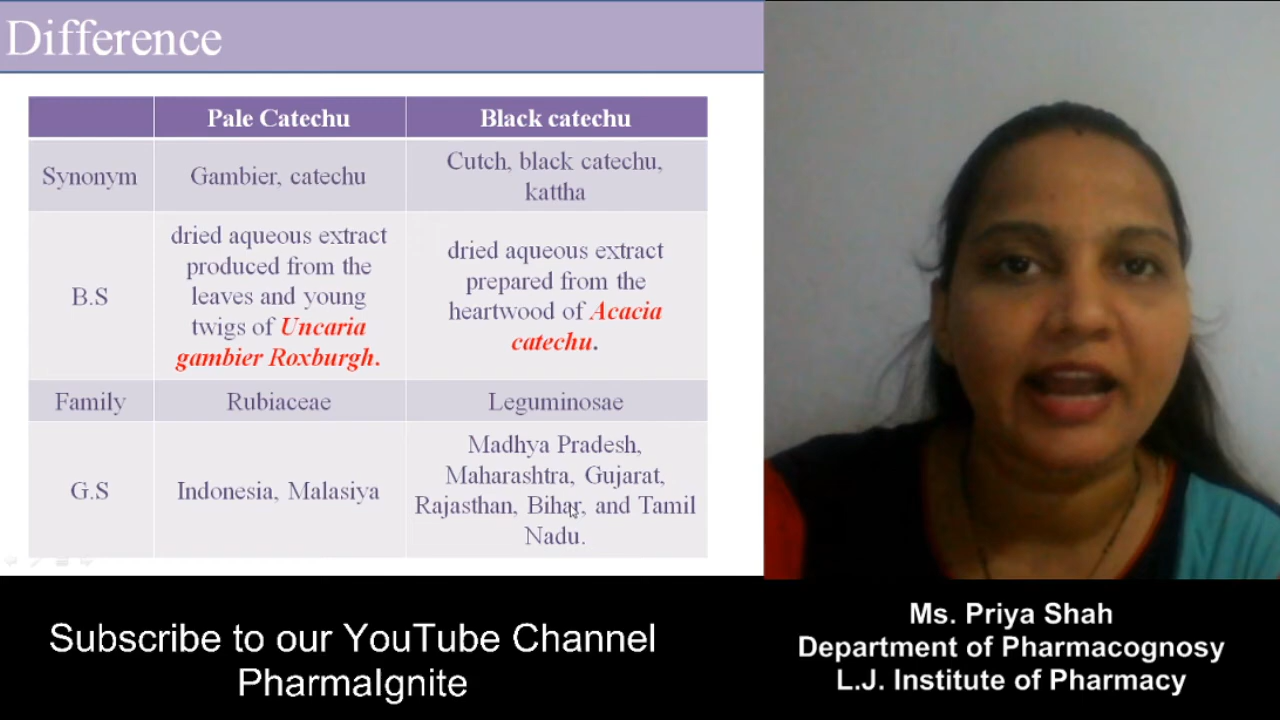 Difference
Pale Catechu
Black catechu
Synonym
Gambier, catechu
Cutch, black catechu,
kattha
B.S
dried aqueous extract
produced from the
leaves and young
twigs of Uncaria
gambier Roxburgh.
dried aqueous extract
prepared from the
heartwood of Acacia
catechu.
Family
Rubiaceae
Leguminosae
G.S
Indonesia, Malasiya
Madhya Pradesh,
Maharashtra, Gujarat,
Rajasthan, Bihar, and Tamil
Nadu.
Subscribe to our YouTube Channel
PharmaIgnite
Ms. Priya Shah
Department of Pharmacognosy
L.J. Institute of Pharmacy